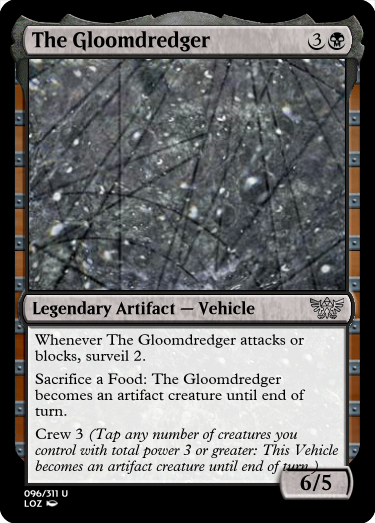 The Gloomdredger 3
Legendary Artifact — Vehicle
Whenever The Gloomdredger attacks or
blocks, surveil 2.
Sacrifice a Food: The Gloomdredger
becomes an artifact creature until end of
turn.
Crew 3 (Tap any number of creatures you
control with total power 3 or greater: This Vehicle
becomes an artifact creature until end of turn.)
6/5
096/311 U
LOZ